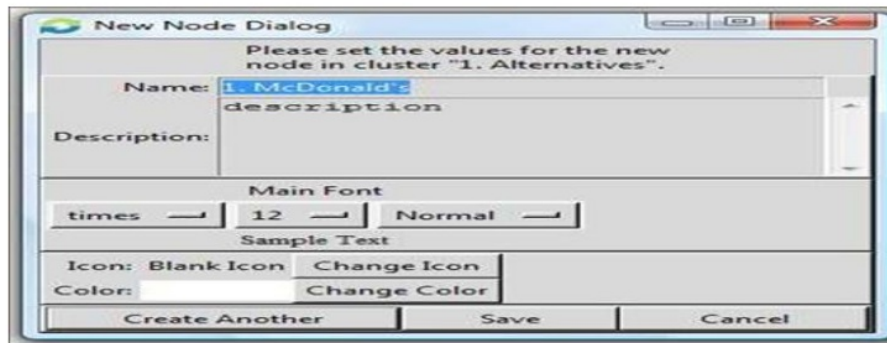 New Node Dialog
Please set the values for the new
node in cluster "1. Alternatives".
Name: 1. McDonald's
description
Description:
Main Font
times 12 Normal
Sample Text
Icon: Blank Icon Change Icon
Color: Change Color
Create Another Save Cancel